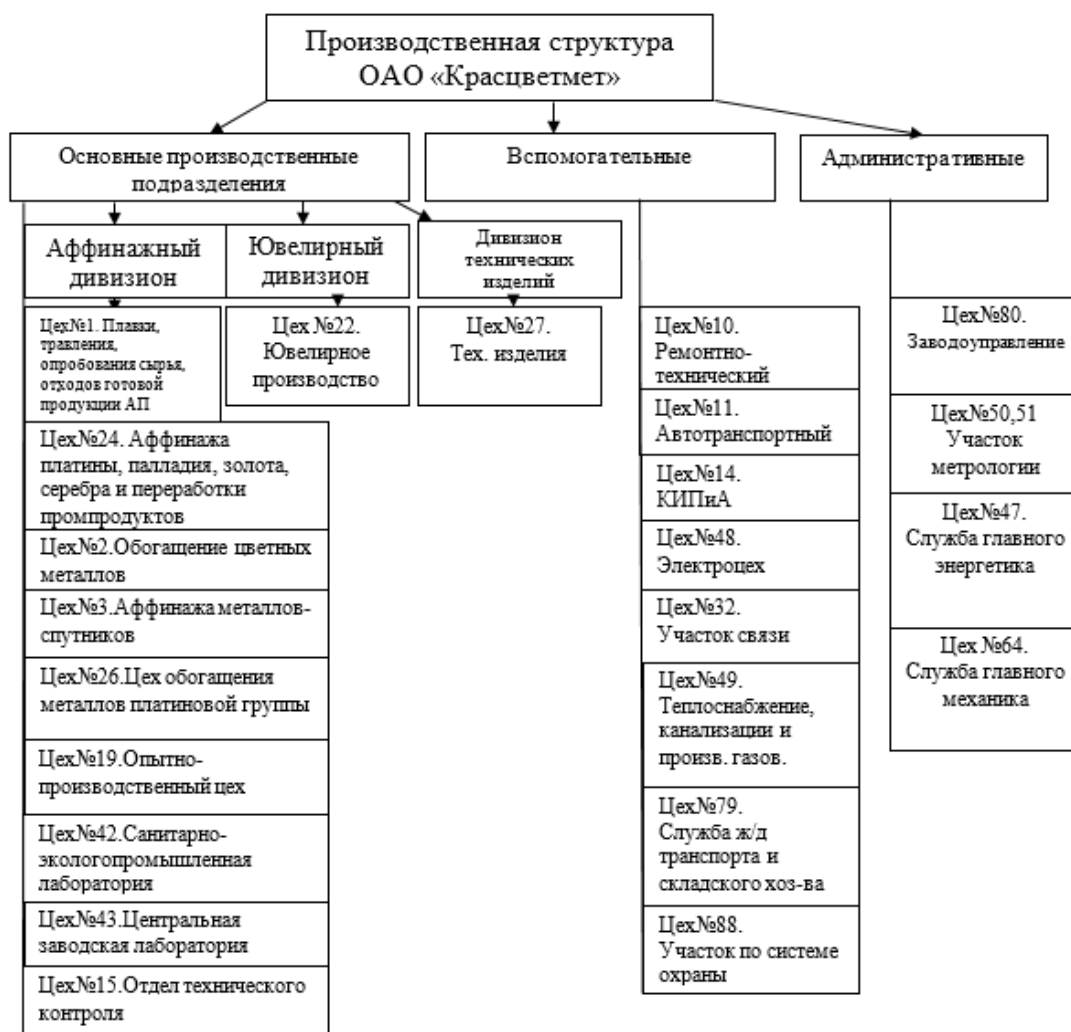 Производственная структура
ОАО «Красцветмет»
Основные производственные
подразделения
Вспомогательные
Административные
Аффинажный
дивизион
Ювелирный
дивизион
Дивизион
технических
изделий
Цех№1. Плавки,
травления,
опробования сырья,
отходов готовой
продукции АП
Цех №22.
Ювелирное
производство
Цех№27.
Тех. изделия
Цех№24. Аффинажа
платины, палладия, золота,
серебра и переработки
промпродуктов
Цех№2.Обогащение цветных
металлов
Цех№3.Аффинажа металлов-
спутников
Цех№26.Цех обогащения
металлов платиновой группы
Цех№19.Опытно-
производственный цех
Цех№42.Санитарно-
экологопромышленная
лаборатория
Цех№43.Центральная
заводская лаборатория
Цех№15.Отдел технического
контроля
Цех№10.
Ремонтно-
технический
Цех№11.
Автотранспортный
Цех№14.
КИПиА
Цех№48.
Электроцех
Цех№32.
Участок связи
Цех№49.
Теплоснабжение,
канализации и
произв. газов.
Цех№79.
Служба ж/д
транспорта и
складского хоз-ва
Цех№88.
Участок по системе
охраны
Цех№80.
Заводоуправление
Цех№50,51
Участок
метрологии
Цех№47.
Служба главного
энергетика
Цех №64.
Служба главного
механика